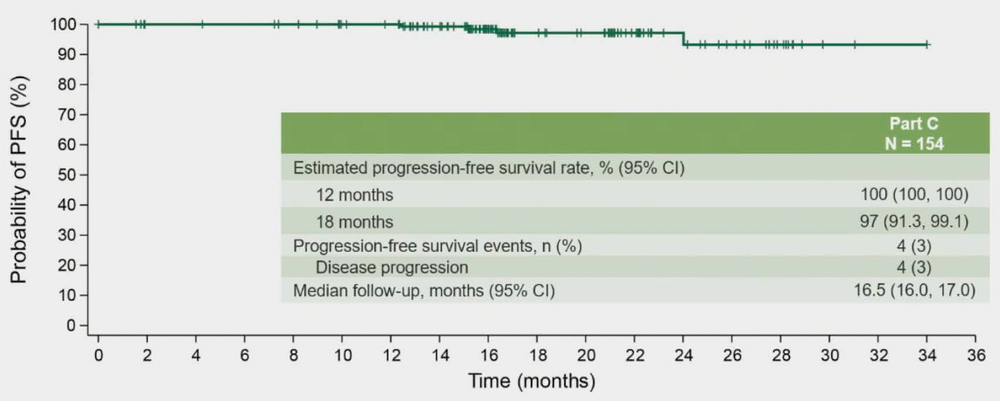 Probability of PFS (%)
100
90
80
70
60
50
40
30
20
10
0
Part C
N = 154
Estimated progression-free survival rate, % (95% CI)
12 months 100 (100, 100)
18 months 97 (91.3, 99.1)
Progression-free survival events, n (%) 4 (3)
Disease progression 4 (3)
Median follow-up, months (95% CI) 16.5 (16.0, 17.0)
0 2 4 6 8 10 12 14 16 18 20 22 24 26 28 30 32 34 36
Time (months)